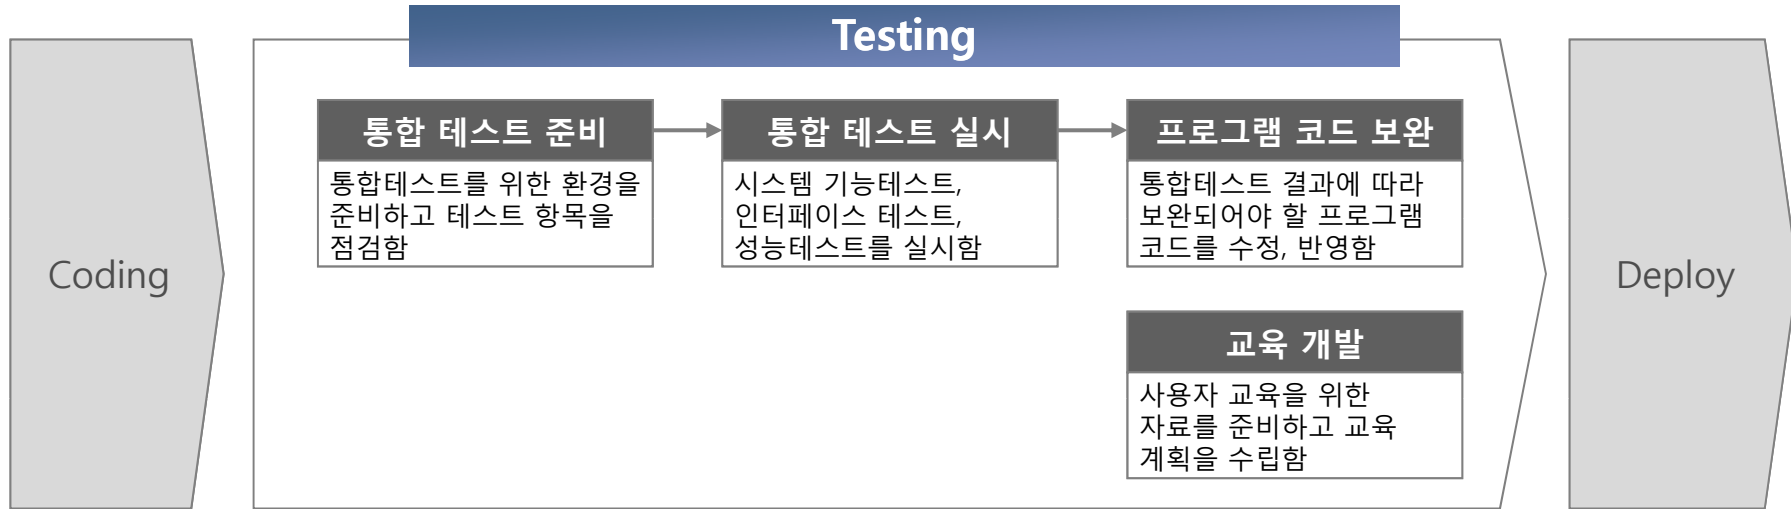 Testing
Coding
통합 테스트 준비
통합테스트를 위한 환경을
준비하고 테스트 항목을
점검함
통합 테스트 실시
시스템 기능테스트,
인터페이스 테스트,
성능테스트를 실시함
프로그램 코드 보완
통합테스트 결과에 따라
보완되어야 할 프로그램
코드를 수정, 반영함
교육 개발
사용자 교육을 위한
자료를 준비하고 교육
계획을 수립함
Deploy